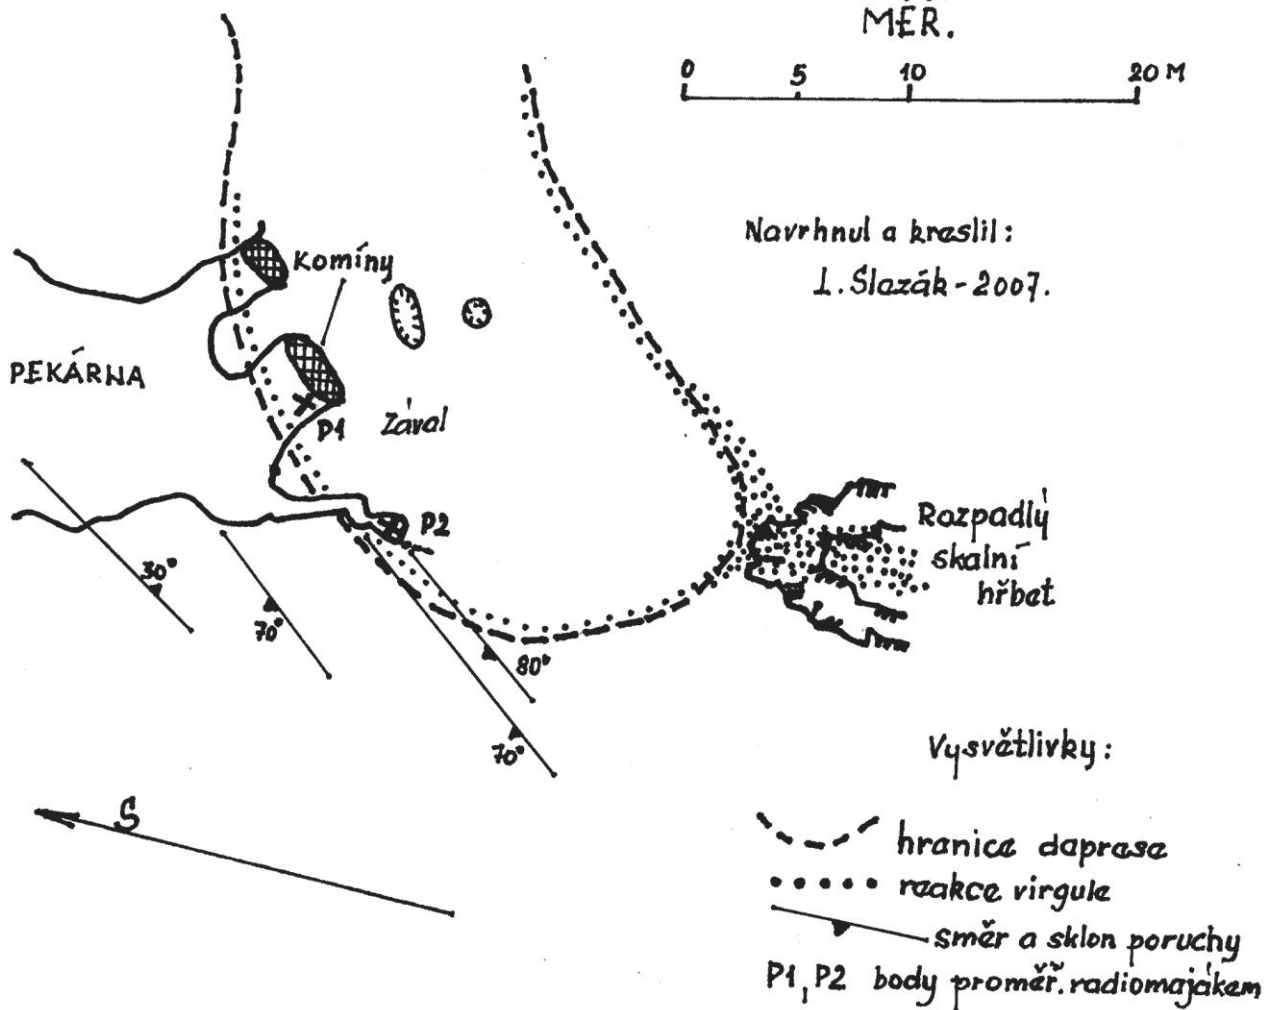 MĚR.
0 5 10 20 M
Navrhnul a kreslil:
L. Slazák - 2007.
Komíny
PEKÁRNA
P1
Zával
P2
Rozpadlý
skalní
hřbet
30°
70°
80°
70°
S
Vysvětlivky:
hranice daprese
reakce virgule
směr a sklon poruchy
P1, P2 body proměř. radiomajákem